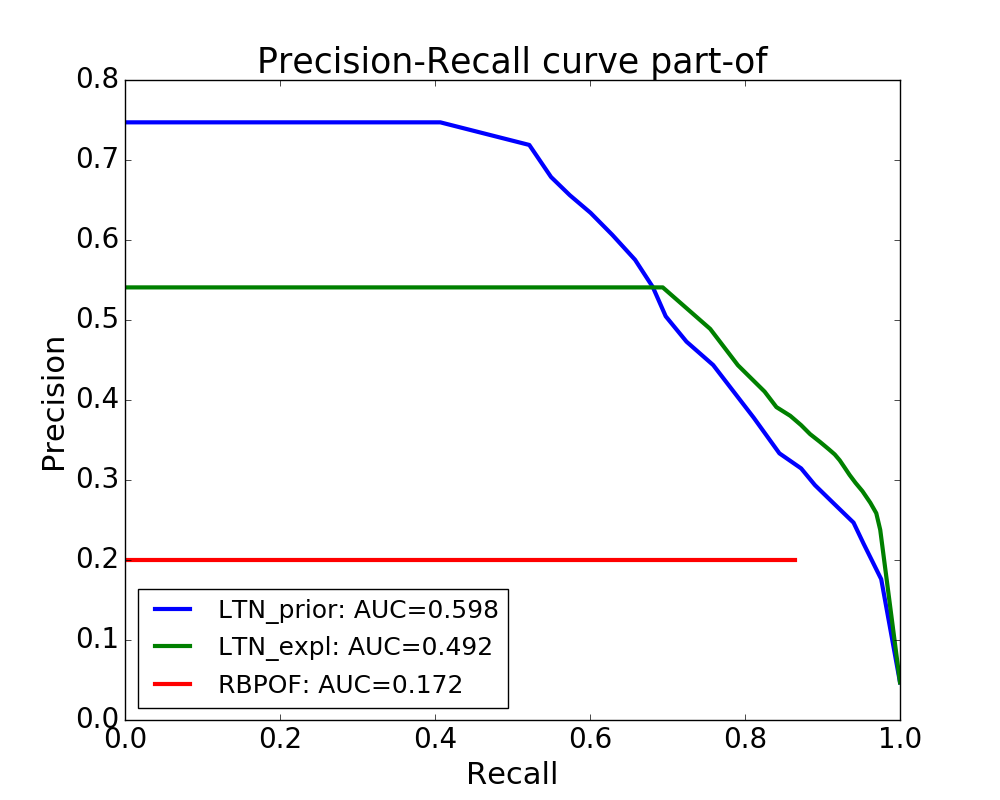 Precision-Recall curve part-of
0.8
0.7
0.6
0.5
0.4
0.3
0.2
0.1
0.0
Precision
LTN_prior: AUC=0.598
LTN_expl: AUC=0.492
RBPOF: AUC=0.172
0.0 0.2 0.4 0.6 0.8 1.0
Recall